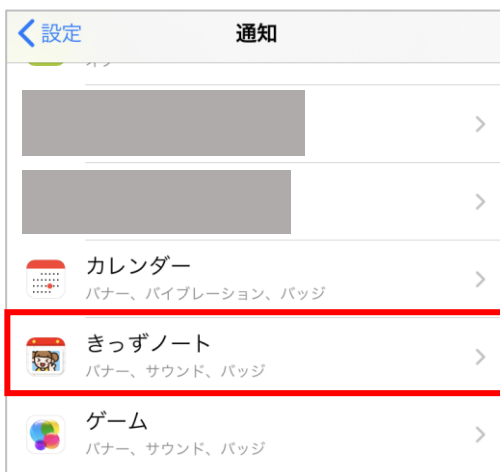 設定
通知
オフ
カレンダー
バナー、バイブレーション、バッジ
きっずノート
バナー、サウンド、バッジ
ゲーム
バナー、サウンド、バッジ